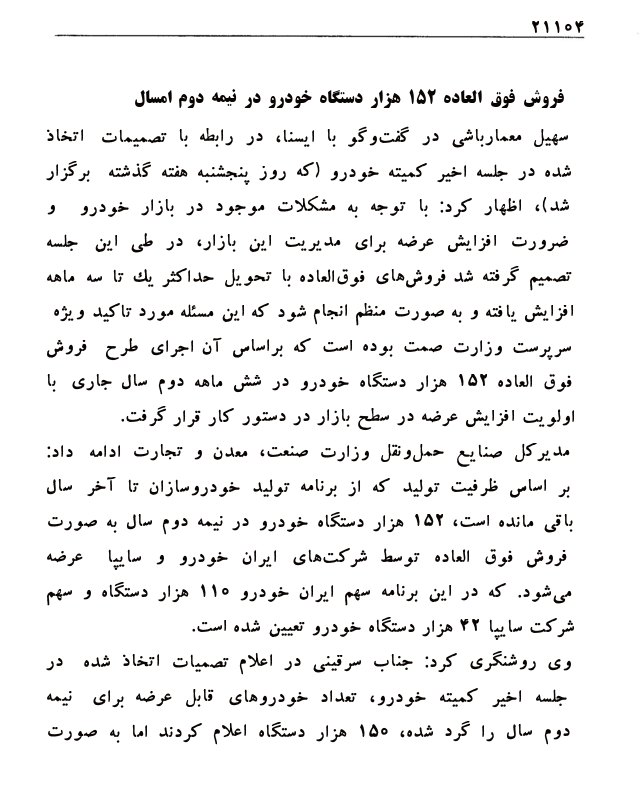 ۲۱۱۰۴
فروش فوق العاده ۱۵۲ هزار دستگاه خودرو در نیمه دوم امسال
سهیل معمارباشی در گفت‌وگو با ایسنا، در رابطه با تصمیمات اتخاذ
شده در جلسه اخیر کمیته خودرو (که روز پنجشنبه هفته گذشته برگزار
شد)، اظهار کرد: با توجه به مشکلات موجود در بازار خودرو و
ضرورت افزایش عرضه برای مدیریت این بازار، در طی این جلسه
تصمیم گرفته شد فروش‌های فوق‌العاده با تحویل حداکثر یك تا سه ماهه
افزایش یافته و به صورت منظم انجام شود که این مسئله مورد تاکید ویژه
سرپرست وزارت صمت بوده است که براساس آن اجرای طرح فروش
فوق العاده ۱۵۲ هزار دستگاه خودرو در شش ماهه دوم سال جاری با
اولویت افزایش عرضه در سطح بازار در دستور کار قرار گرفت.
مدیرکل صنایع حمل‌ونقل وزارت صنعت، معدن و تجارت ادامه داد:
بر اساس ظرفیت تولید که از برنامه تولید خودروسازان تا آخر سال
باقی مانده است، ۱۵۲ هزار دستگاه خودرو در نیمه دوم سال به صورت
فروش فوق العاده توسط شرکت‌های ایران خودرو و سایپا عرضه
می‌شود. که در این برنامه سهم ایران خودرو ۱۱۰ هزار دستگاه و سهم
شرکت سایپا ۴۲ هزار دستگاه خودرو تعیین شده است.
وی روشنگری کرد: جناب سرقینی در اعلام تصمیات اتخاذ شده در
جلسه اخیر کمیته خودرو، تعداد خودروهای قابل عرضه برای نیمه
دوم سال را گرد شده، ۱۵۰ هزار دستگاه اعلام کردند اما به صورت